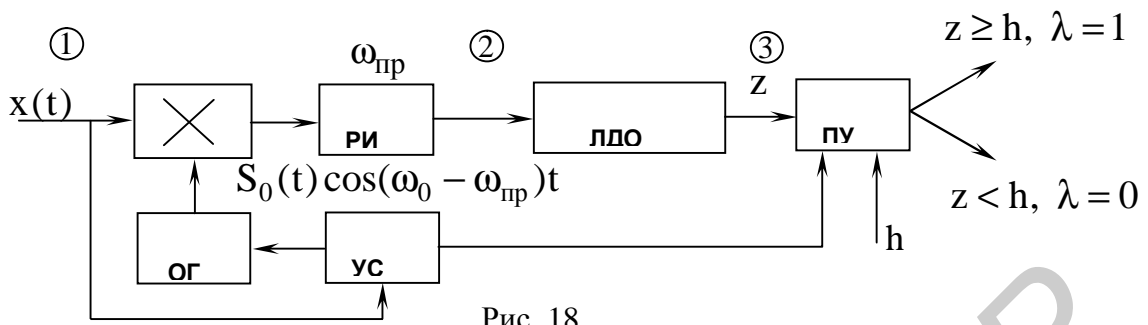 ① ② ③
x(t)
ω_пр
z
z ≥ h, λ = 1
РИ
ЛДО
ПУ
S₀(t)cos(ω₀ − ω_пр)t
z < h, λ = 0
ОГ
УС
h
Рис. 18